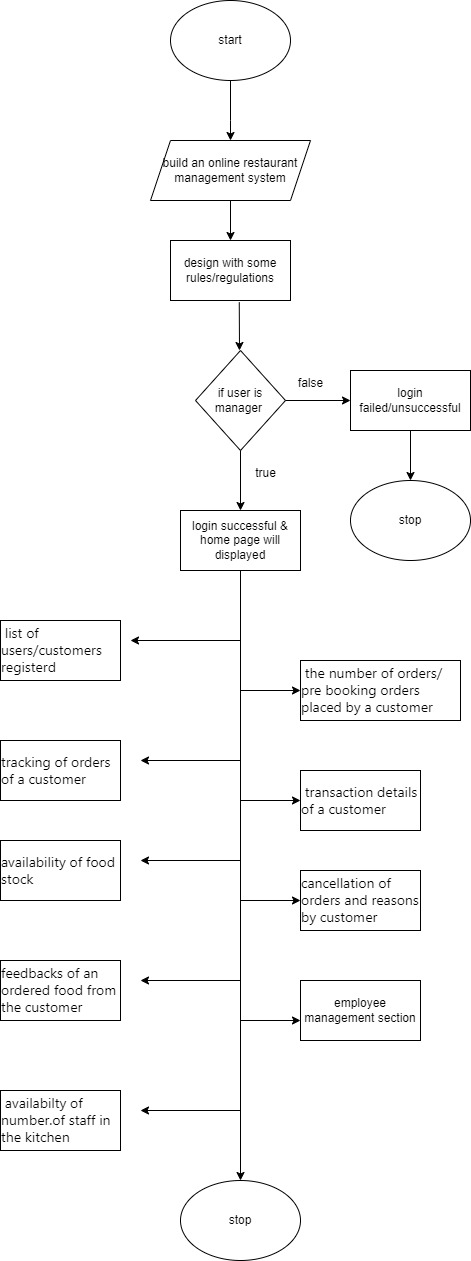 start
build an online restaurant
management system
design with some
rules/regulations
if user is
manager
false
login
failed/unsuccessful
stop
true
login successful &
home page will
displayed
list of
users/customers
registerd
the number of orders/
pre booking orders
placed by a customer
tracking of orders
of a customer
transaction details
of a customer
availability of food
stock
cancellation of
orders and reasons
by customer
feedbacks of an
ordered food from
the customer
employee
management section
availabilty of
number.of staff in
the kitchen
stop